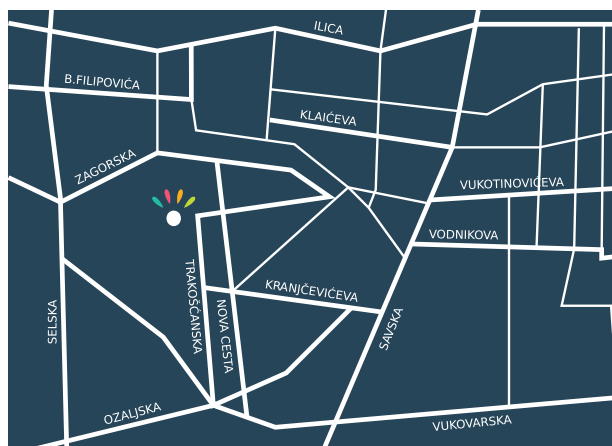 ILICA
B.FILIPOVIĆA
KLAIĆEVA
ZAGORSKA
VUKOTINOVIĆEVA
VODNIKOVA
TRAKOŠĆANSKA
KRANJČEVIĆEVA
NOVA CESTA
SELSKA
SAVSKA
OZALJSKA
VUKOVARSKA